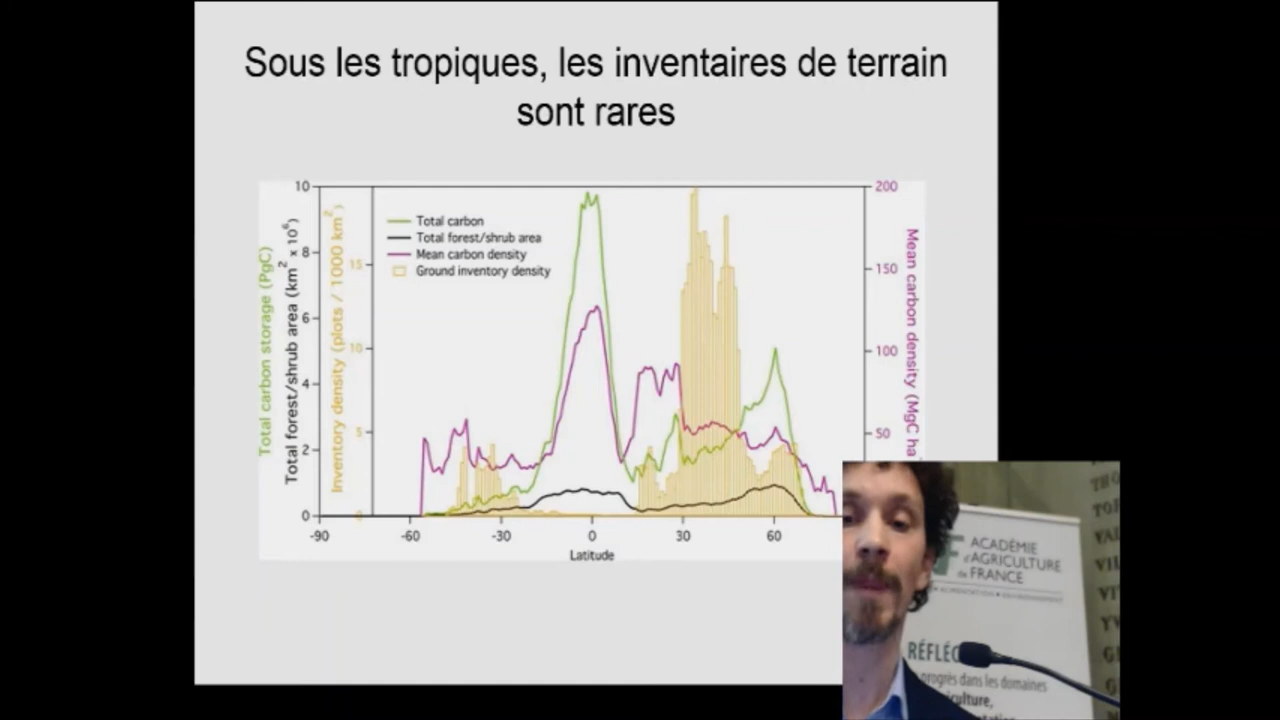 Sous les tropiques, les inventaires de terrain
sont rares
Total carbon storage (PgC)
Total forest/shrub area (km² x 10⁶)
Inventory density (plots / 1000 km²)
Mean carbon density (MgC ha
10
8
6
4
2
0
15
10
5
0
Total carbon
Total forest/shrub area
Mean carbon density
Ground inventory density
200
150
100
50
-90
-60
-30
0
30
60
Latitude
ACADÉMIE
d'AGRICULTURE
de FRANCE
RÉFLÉC
progrès dans les domaines
iculture,